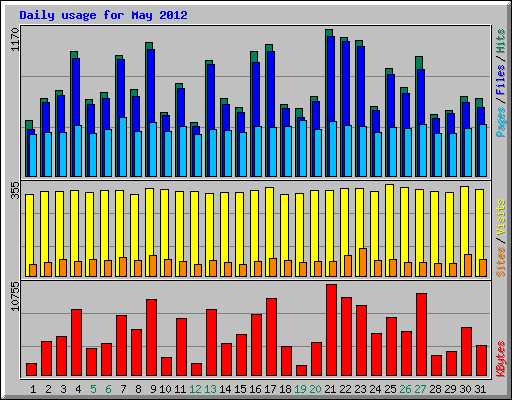 Daily usage for May 2012
1170
Pages / Files / Hits
355
Sites / Visits
10755
KBytes
1 2 3 4 5 6 7 8 9 10 11 12 13 14 15 16 17 18 19 20 21 22 23 24 25 26 27 28 29 30 31